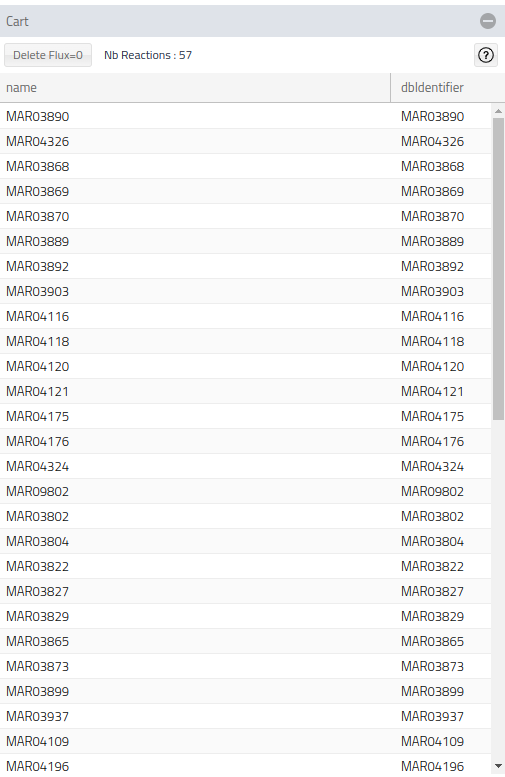 Cart
Delete Flux=0 Nb Reactions : 57 ?
name dbIdentifier
MAR03890 MAR03890
MAR04326 MAR04326
MAR03868 MAR03868
MAR03869 MAR03869
MAR03870 MAR03870
MAR03889 MAR03889
MAR03892 MAR03892
MAR03903 MAR03903
MAR04116 MAR04116
MAR04118 MAR04118
MAR04120 MAR04120
MAR04121 MAR04121
MAR04175 MAR04175
MAR04176 MAR04176
MAR04324 MAR04324
MAR09802 MAR09802
MAR03802 MAR03802
MAR03804 MAR03804
MAR03822 MAR03822
MAR03827 MAR03827
MAR03829 MAR03829
MAR03865 MAR03865
MAR03873 MAR03873
MAR03899 MAR03899
MAR03937 MAR03937
MAR04109 MAR04109
MAR04196 MAR04196